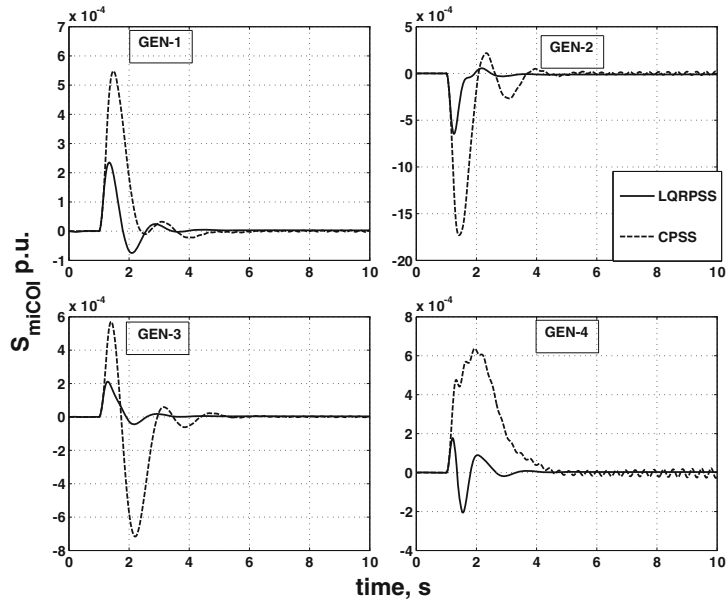 x 10⁻⁴
7
6
5
4
3
2
1
0
-1
0 2 4 6 8 10
GEN-1
x 10⁻⁴
5
0
-5
-10
-15
-20
0 2 4 6 8 10
GEN-2
LQRPSS
CPSS
S_miCOI p.u.
x 10⁻⁴
6
4
2
0
-2
-4
-6
-8
0 2 4 6 8 10
GEN-3
x 10⁻⁴
8
6
4
2
0
-2
-4
0 2 4 6 8 10
GEN-4
time, s